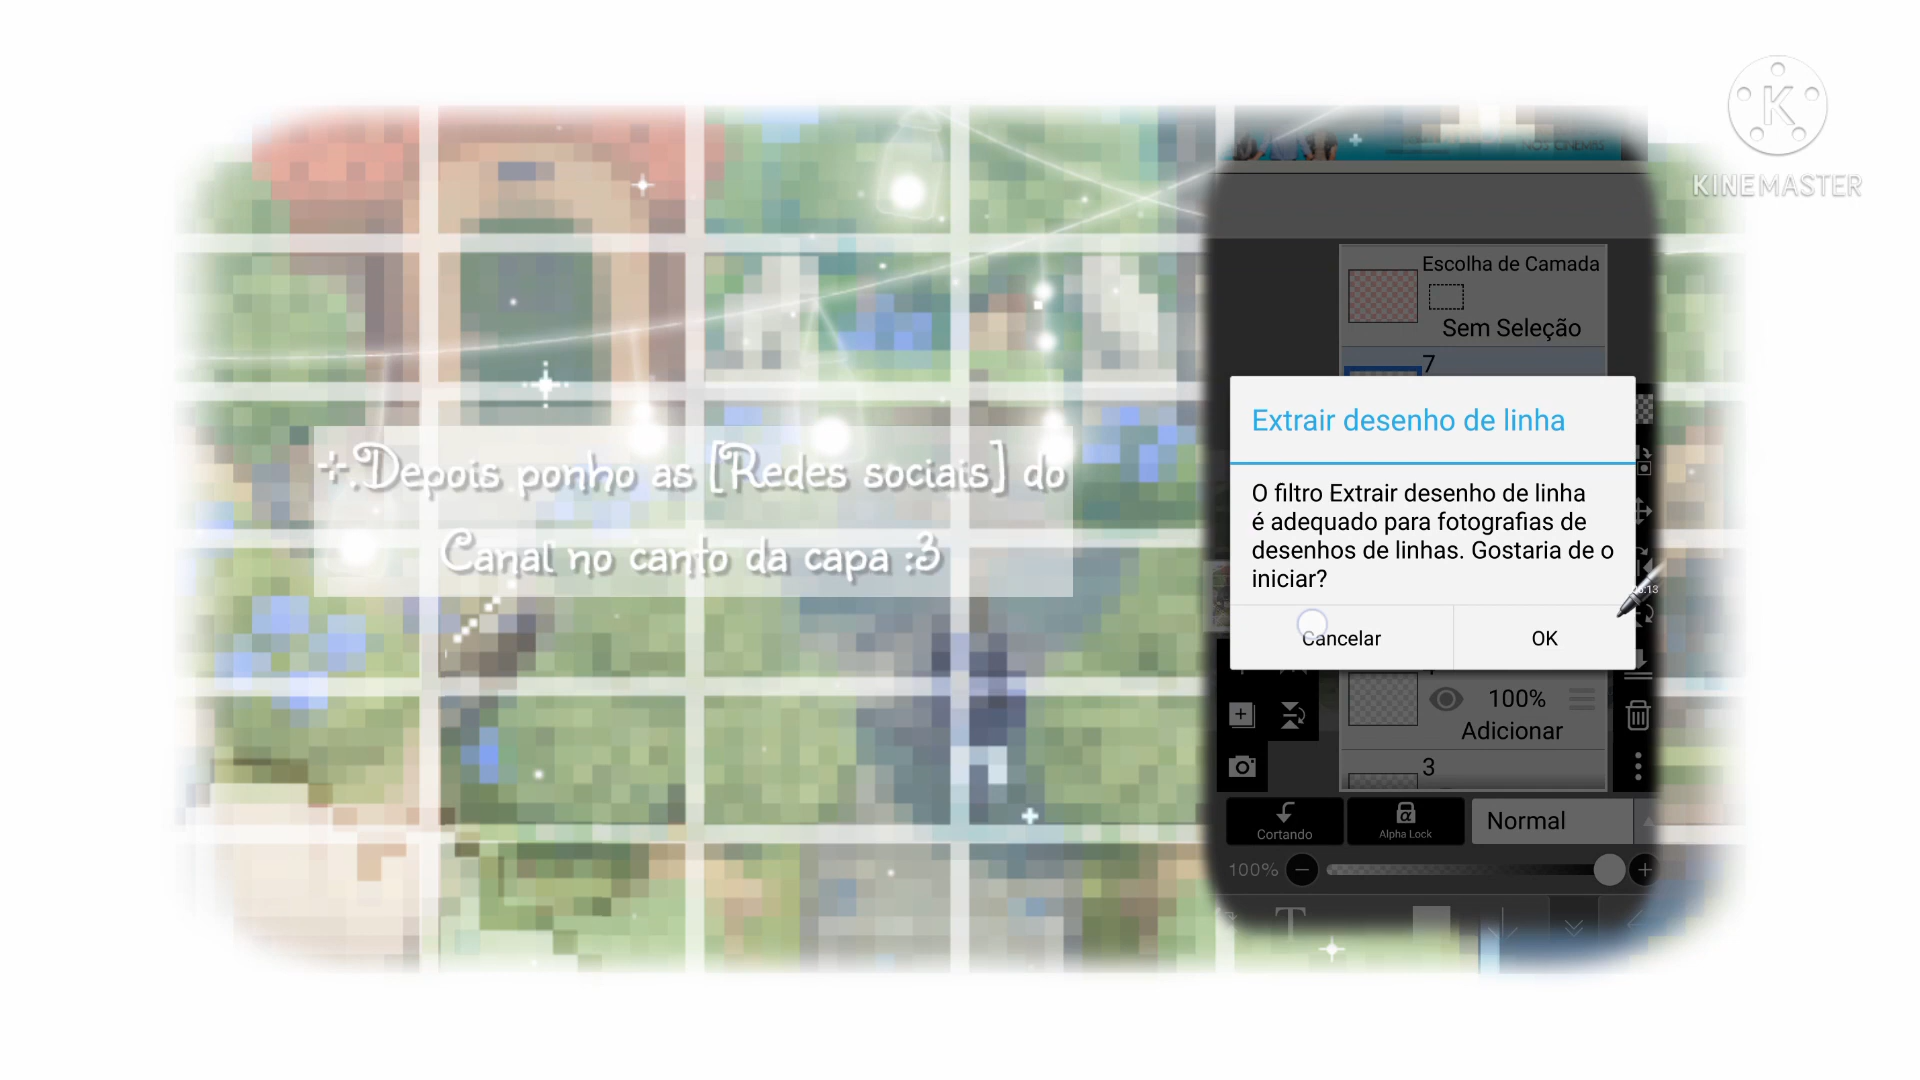 KINEMASTER
NOS CINEMAS
Escolha de Camada
Sem Seleção
7
Extrair desenho de linha
O filtro Extrair desenho de linha
é adequado para fotografias de
desenhos de linhas. Gostaria de o
iniciar?
Cancelar OK
⊹.Depois ponho as [Redes sociais] do
Canal no canto da capa :3
100%
Adicionar
3
Cortando
Alpha Lock
Normal
100%